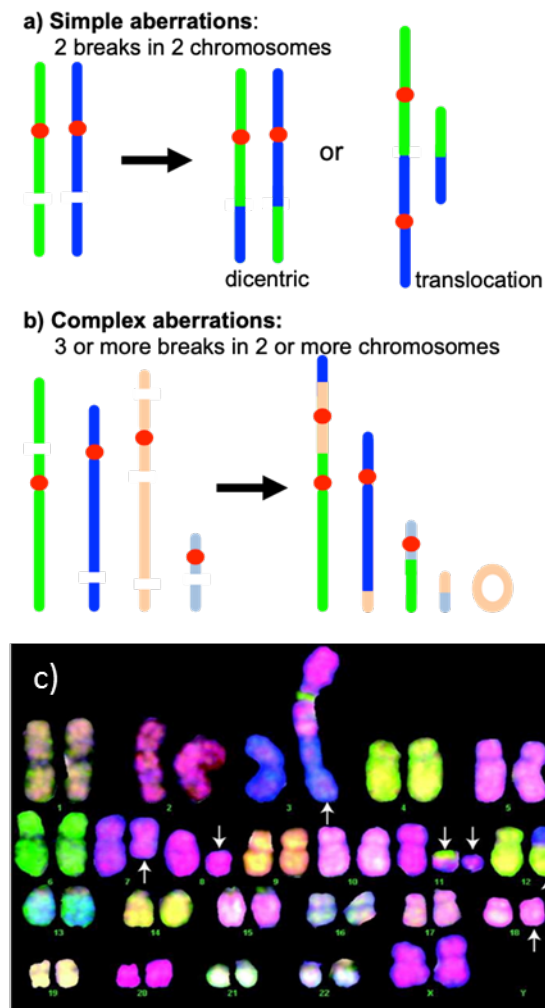 a) Simple aberrations:
2 breaks in 2 chromosomes
or
dicentric
translocation
b) Complex aberrations:
3 or more breaks in 2 or more chromosomes
c)
1 2 3 4 5
6 7 8 9 10 11 12
13 14 15 16 17 18
19 20 21 22 X Y